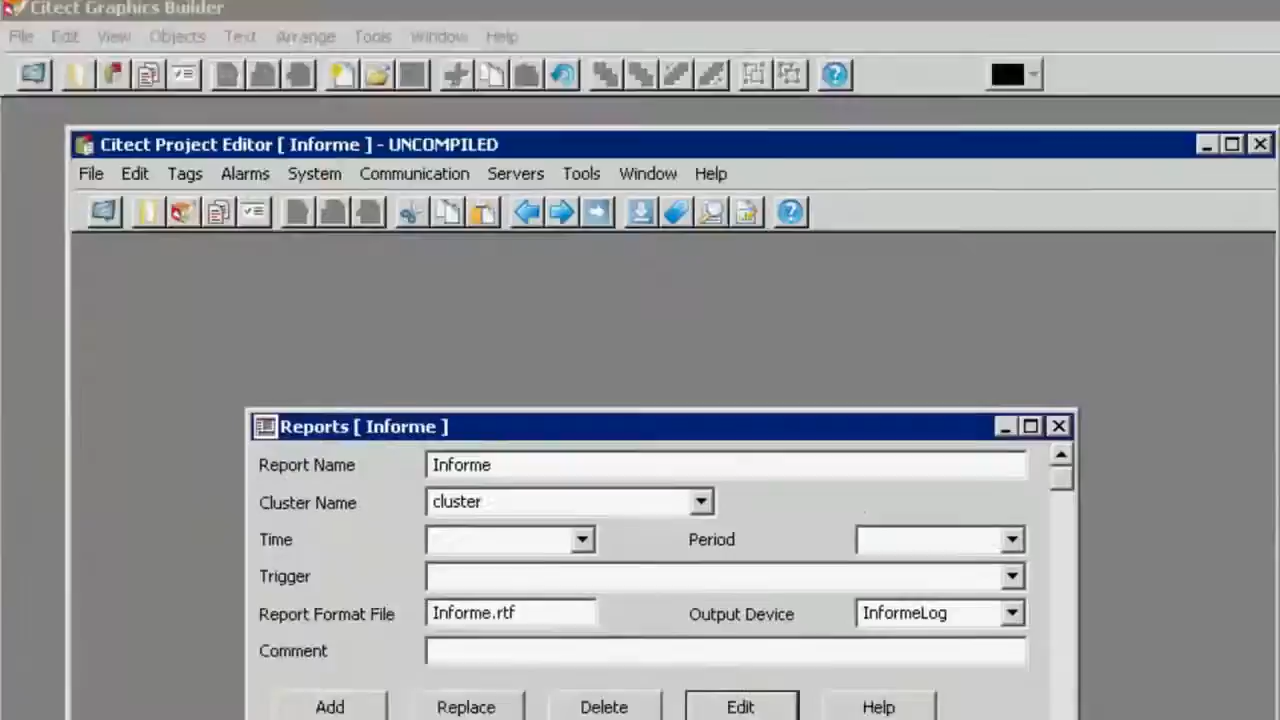 Citect Graphics Builder
File Edit View Objects Text Arrange Tools Window Help
Citect Project Editor [ Informe ] - UNCOMPILED
File Edit Tags Alarms System Communication Servers Tools Window Help
Reports [ Informe ]
Report Name Informe
Cluster Name cluster
Time Period
Trigger
Report Format File Informe.rtf Output Device InformeLog
Comment
Add Replace Delete Edit Help